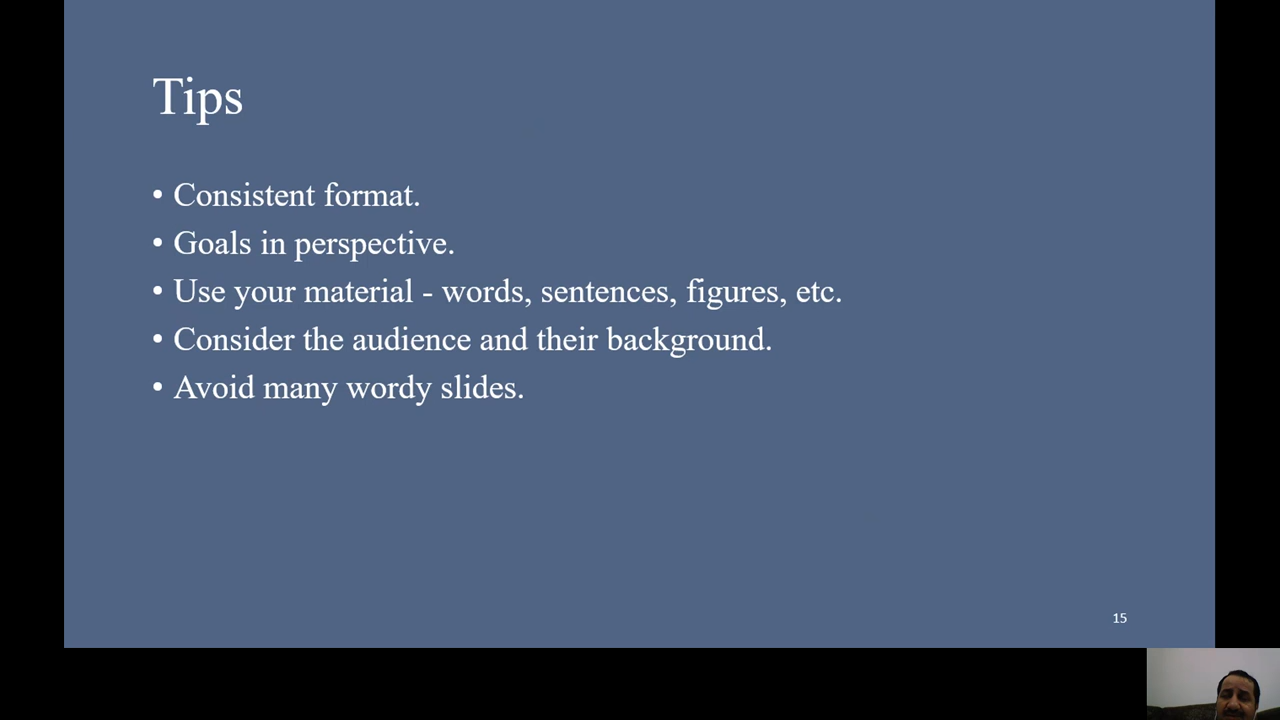 Tips
• Consistent format.
• Goals in perspective.
• Use your material - words, sentences, figures, etc.
• Consider the audience and their background.
• Avoid many wordy slides.
15